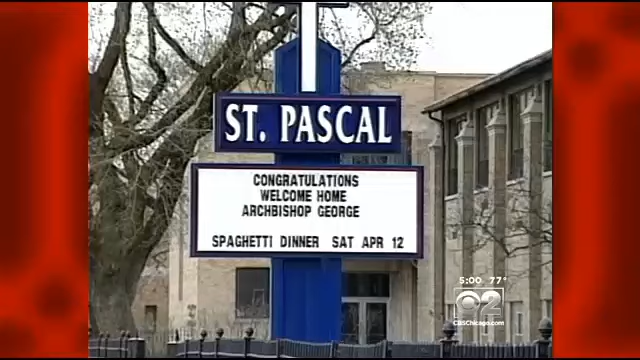 ST. PASCAL
CONGRATULATIONS
WELCOME HOME
ARCHBISHOP GEORGE
SPAGHETTI DINNER SAT APR 12
5:00 77°
2
CBSChicago.com